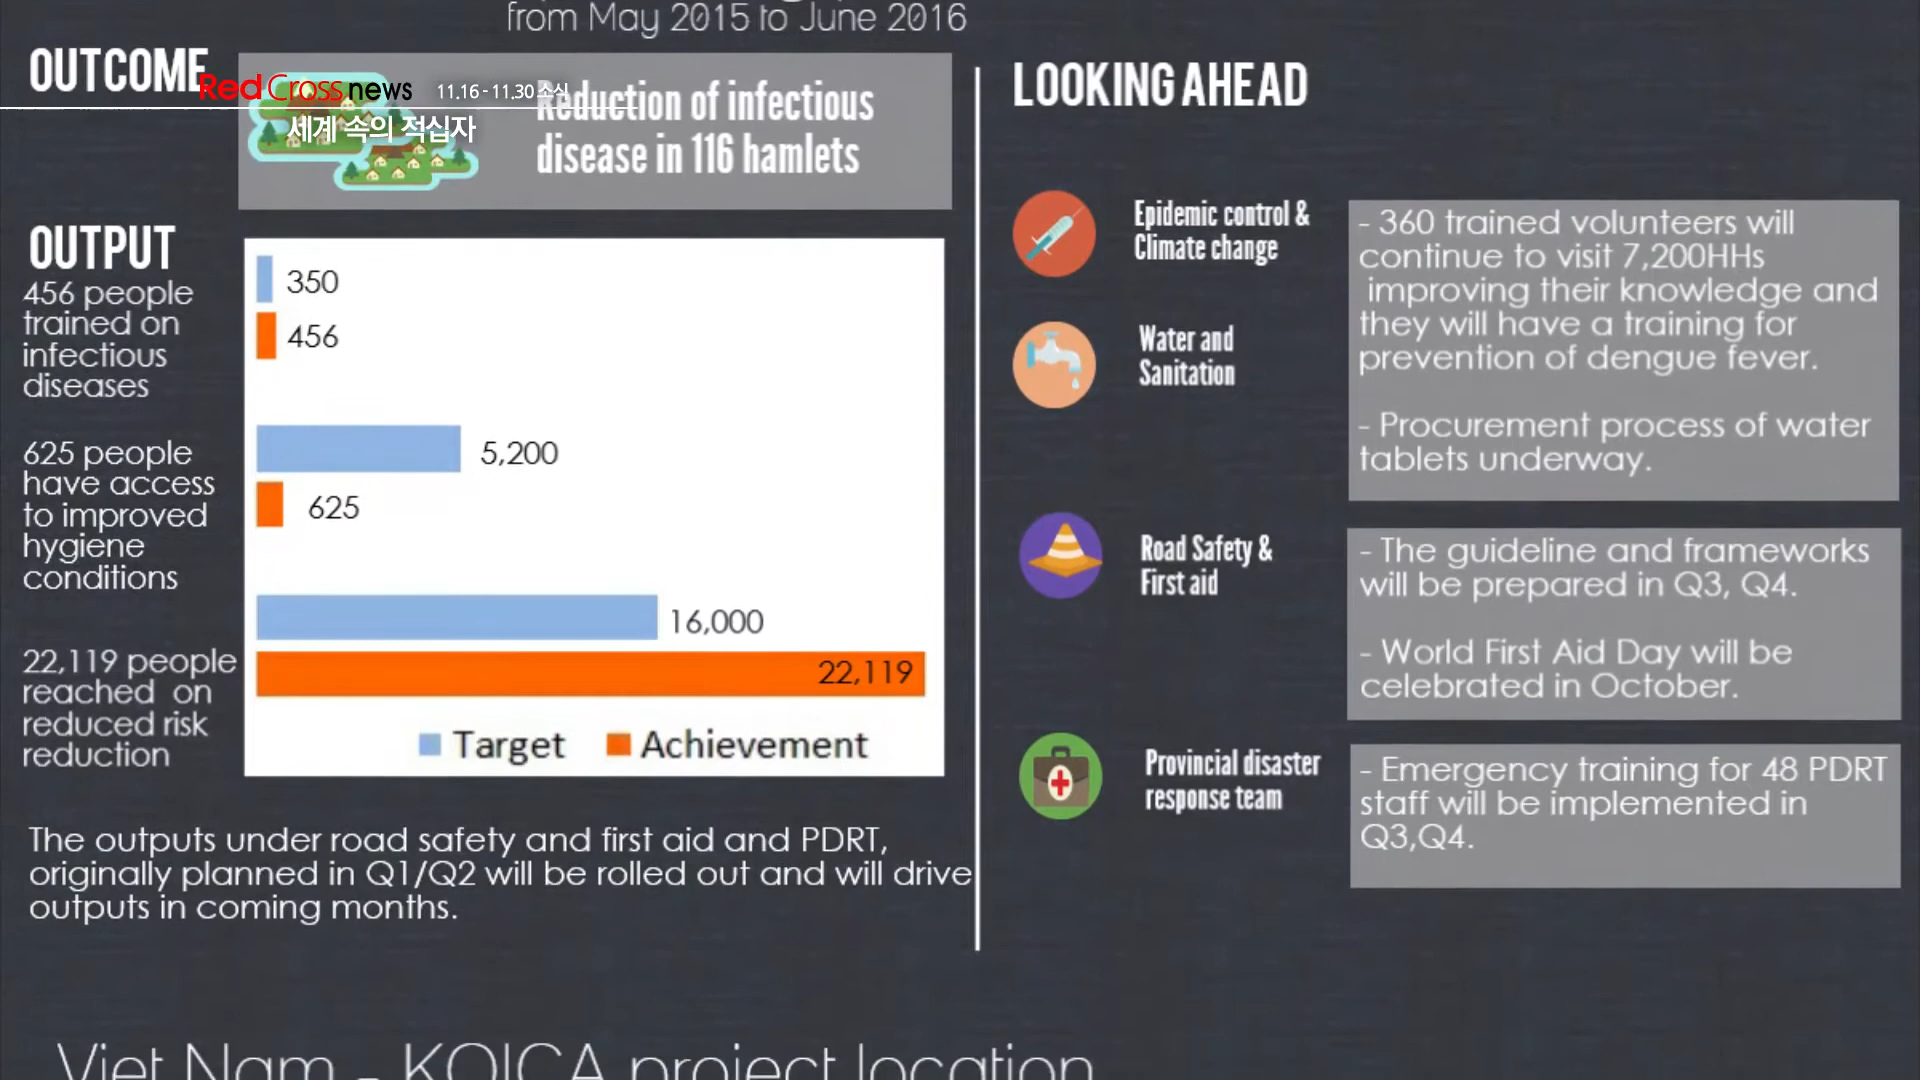 from May 2015 to June 2016
OUTCOME
Red Cross news 11.16 - 11.30 소식
세계 속의 적십자
Reduction of infectious
disease in 116 hamlets
OUTPUT
456 people
trained on
infectious
diseases
350
456
625 people
have access
to improved
hygiene
conditions
5,200
625
22,119 people
reached on
reduced risk
reduction
16,000
22,119
Target Achievement
The outputs under road safety and first aid and PDRT,
originally planned in Q1/Q2 will be rolled out and will drive
outputs in coming months.
LOOKING AHEAD
Epidemic control &
Climate change
Water and
Sanitation
- 360 trained volunteers will
continue to visit 7,200HHs
improving their knowledge and
they will have a training for
prevention of dengue fever.
- Procurement process of water
tablets underway.
Road Safety &
First aid
- The guideline and frameworks
will be prepared in Q3, Q4.
- World First Aid Day will be
celebrated in October.
Provincial disaster
response team
- Emergency training for 48 PDRT
staff will be implemented in
Q3,Q4.
Viet Nam - KOICA project location